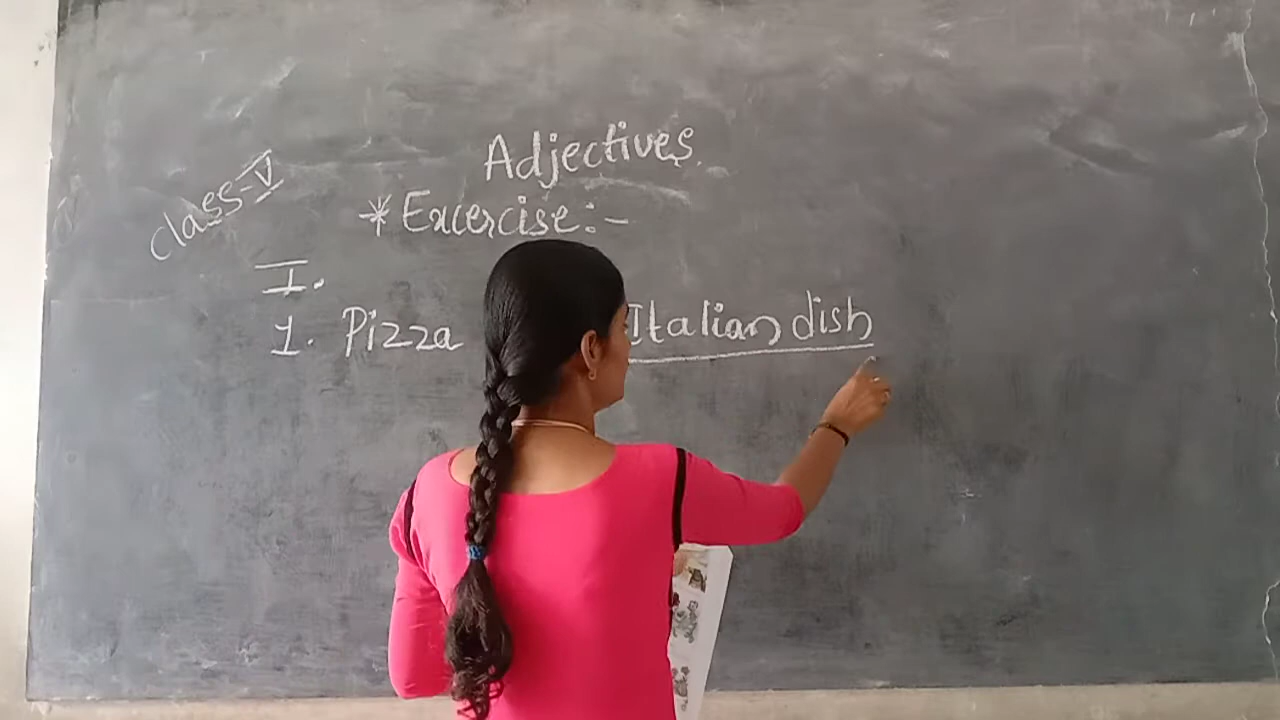 Adjectives.
Class-V
* Excercise:-
I.
1. Pizza Italian dish